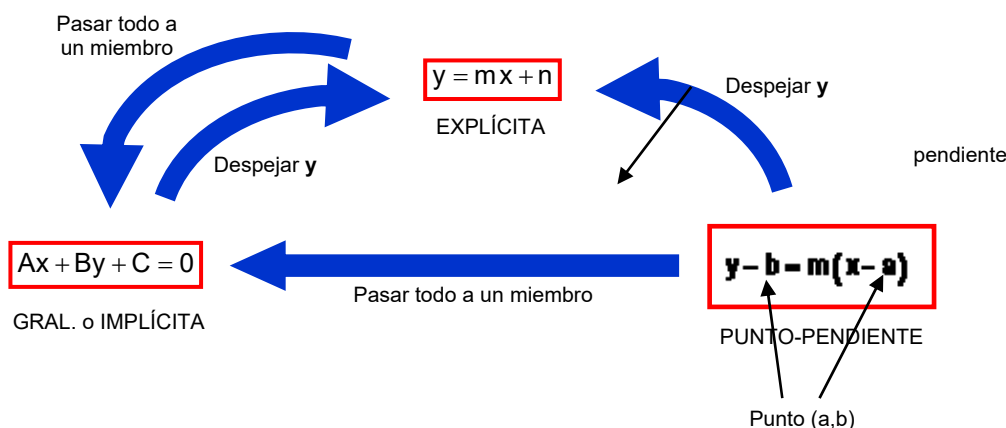 Pasar todo a
un miembro
y = mx + n
EXPLÍCITA
Despejar y
pendiente
Despejar y
Ax + By + C = 0
GRAL. o IMPLÍCITA
Pasar todo a un miembro
y - b = m(x - a)
PUNTO-PENDIENTE
Punto (a,b)